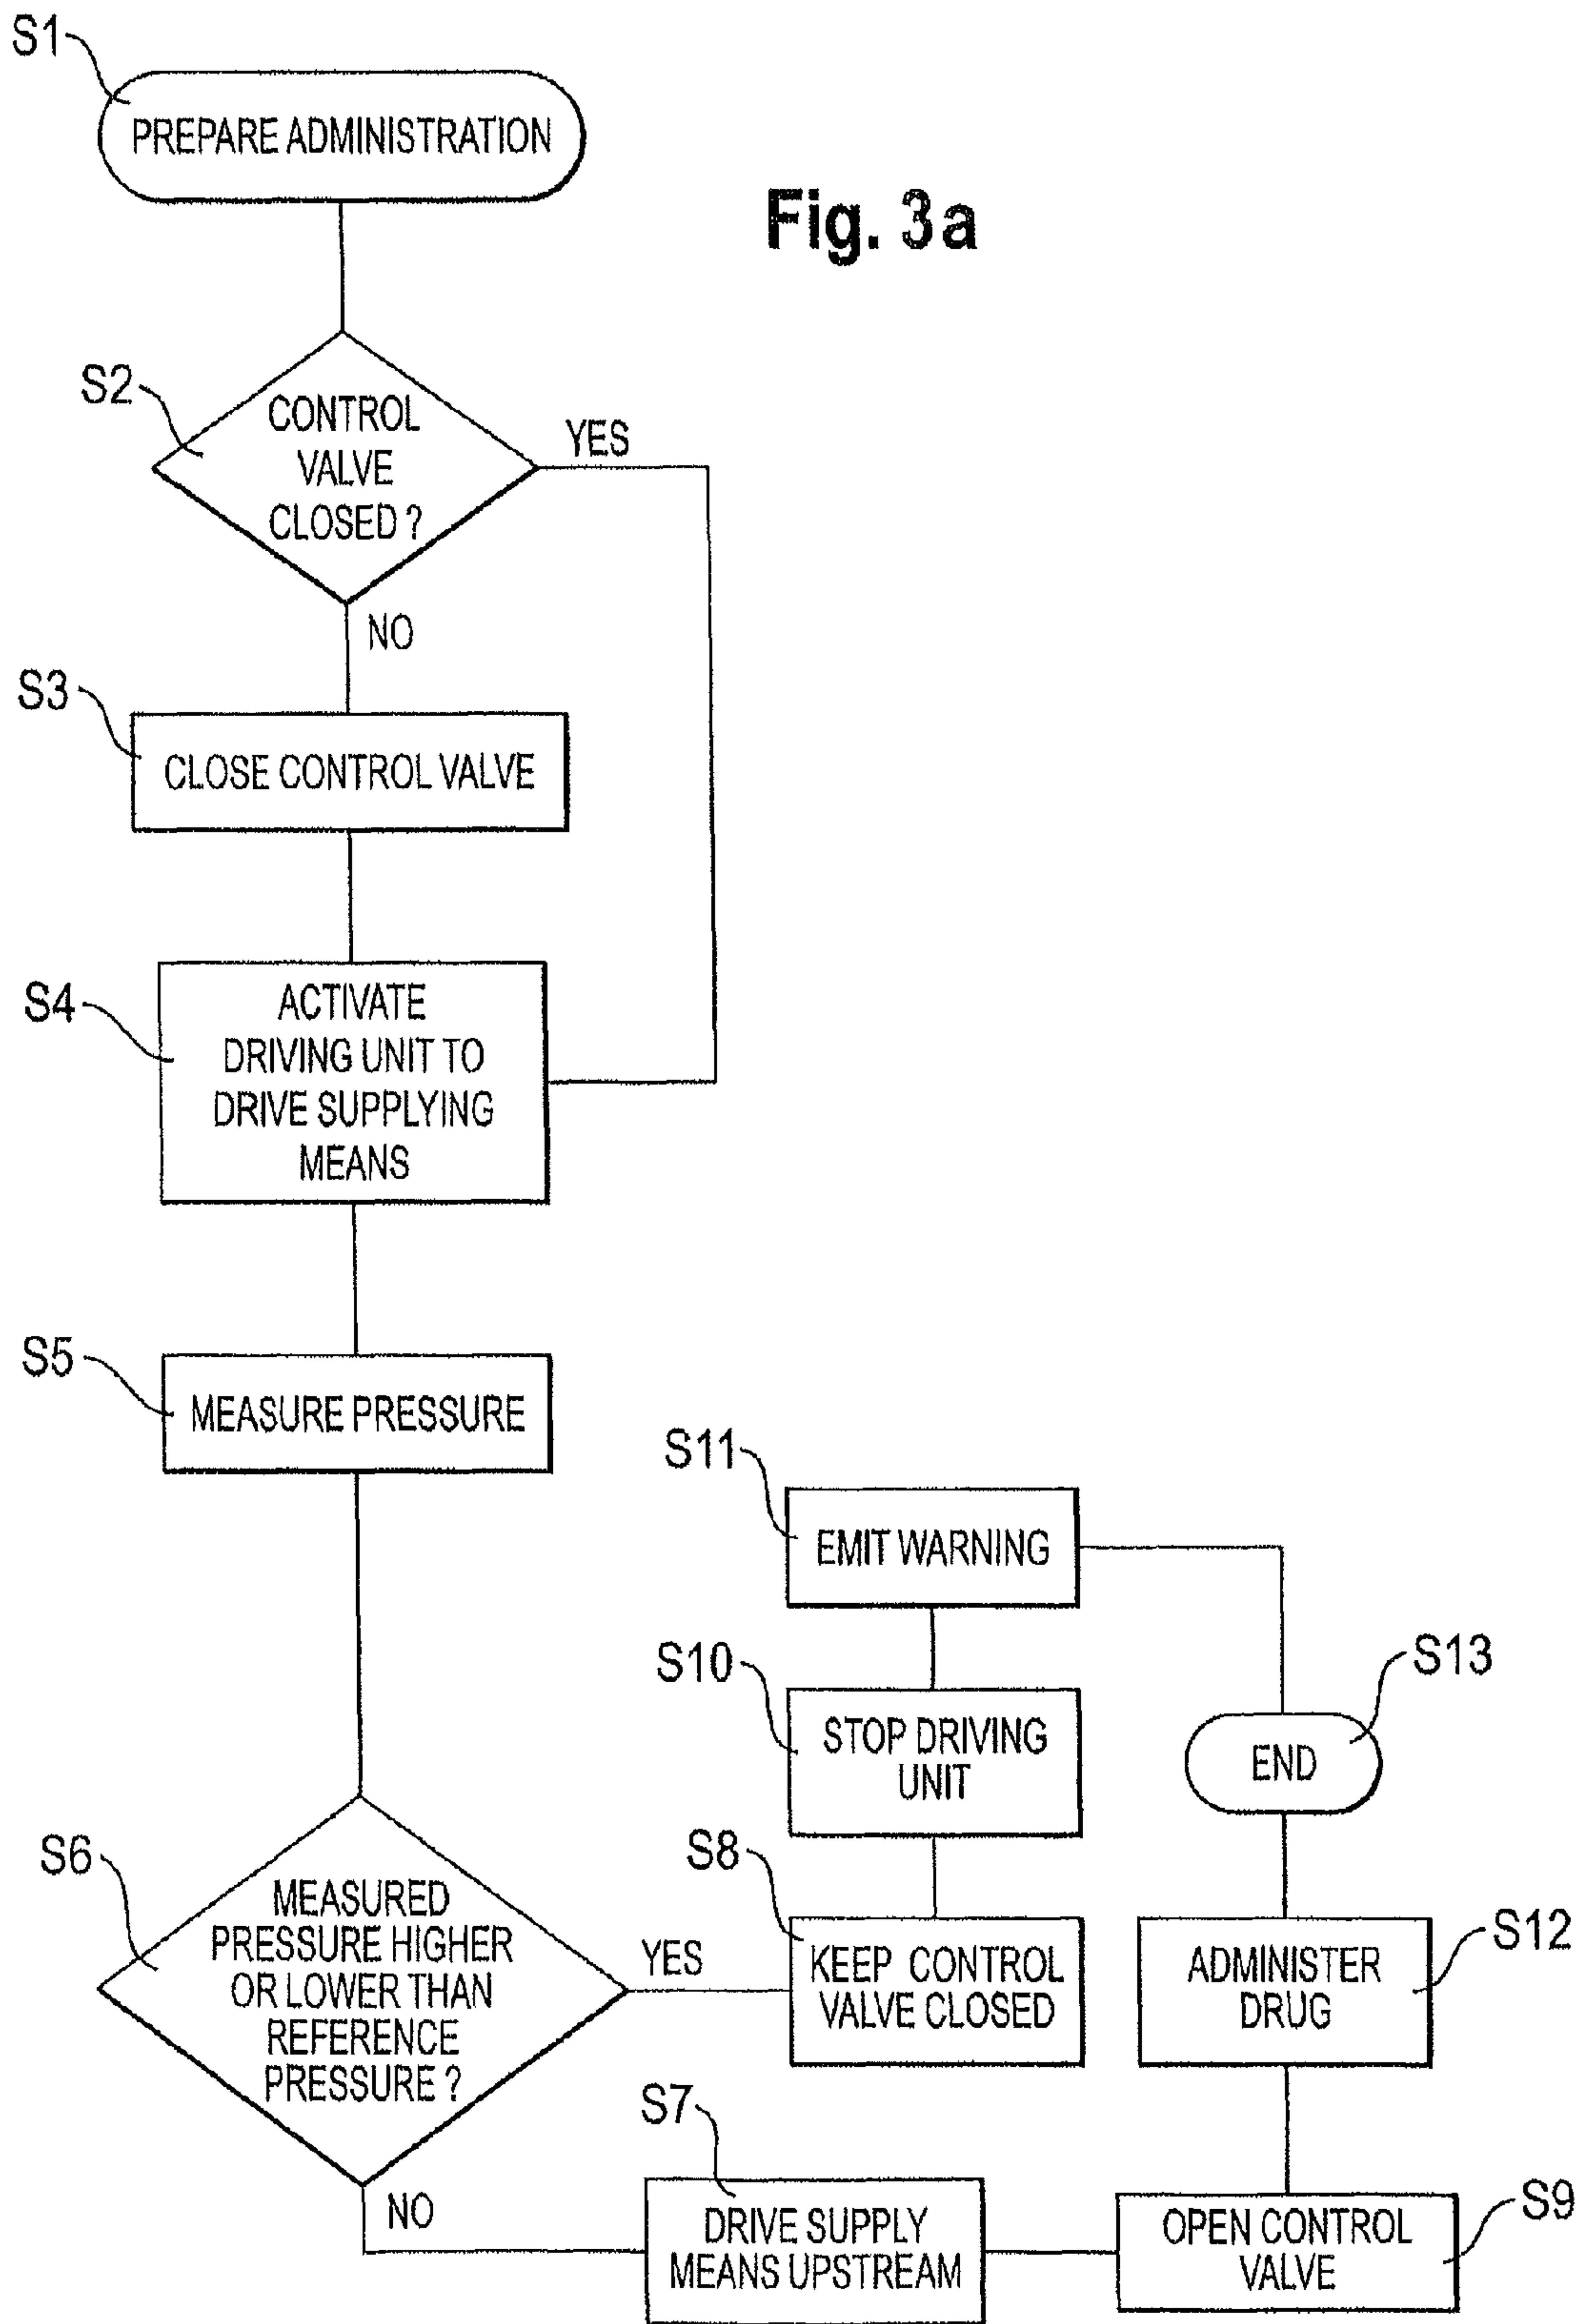 S1
PREPARE ADMINISTRATION
Fig. 3a
S2
CONTROL
VALVE
CLOSED ?
YES
NO
S3
CLOSE CONTROL VALVE
S4
ACTIVATE
DRIVING UNIT TO
DRIVE SUPPLYING
MEANS
S5
MEASURE PRESSURE
S11
EMIT WARNING
S10
STOP DRIVING
UNIT
S13
END
S6
MEASURED
PRESSURE HIGHER
OR LOWER THAN
REFERENCE
PRESSURE ?
YES
NO
S8
KEEP CONTROL
VALVE CLOSED
S12
ADMINISTER
DRUG
S7
DRIVE SUPPLY
MEANS UPSTREAM
S9
OPEN CONTROL
VALVE